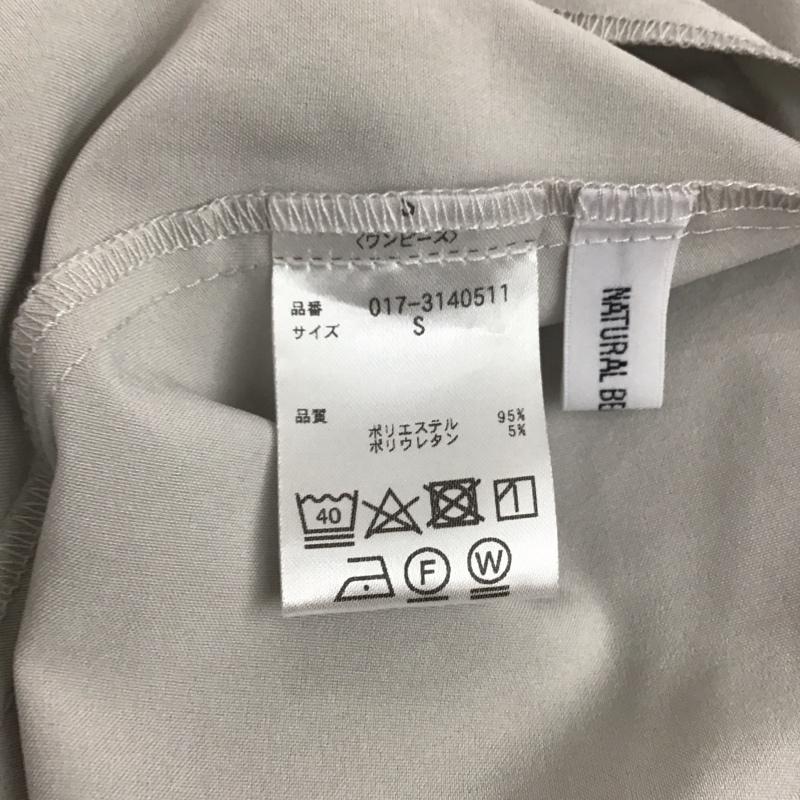 〈ワンピース〉
品番 017-3140511
サイズ S
品質
ポリエステル 95%
ポリウレタン 5%
40
F
W
NATURAL BE